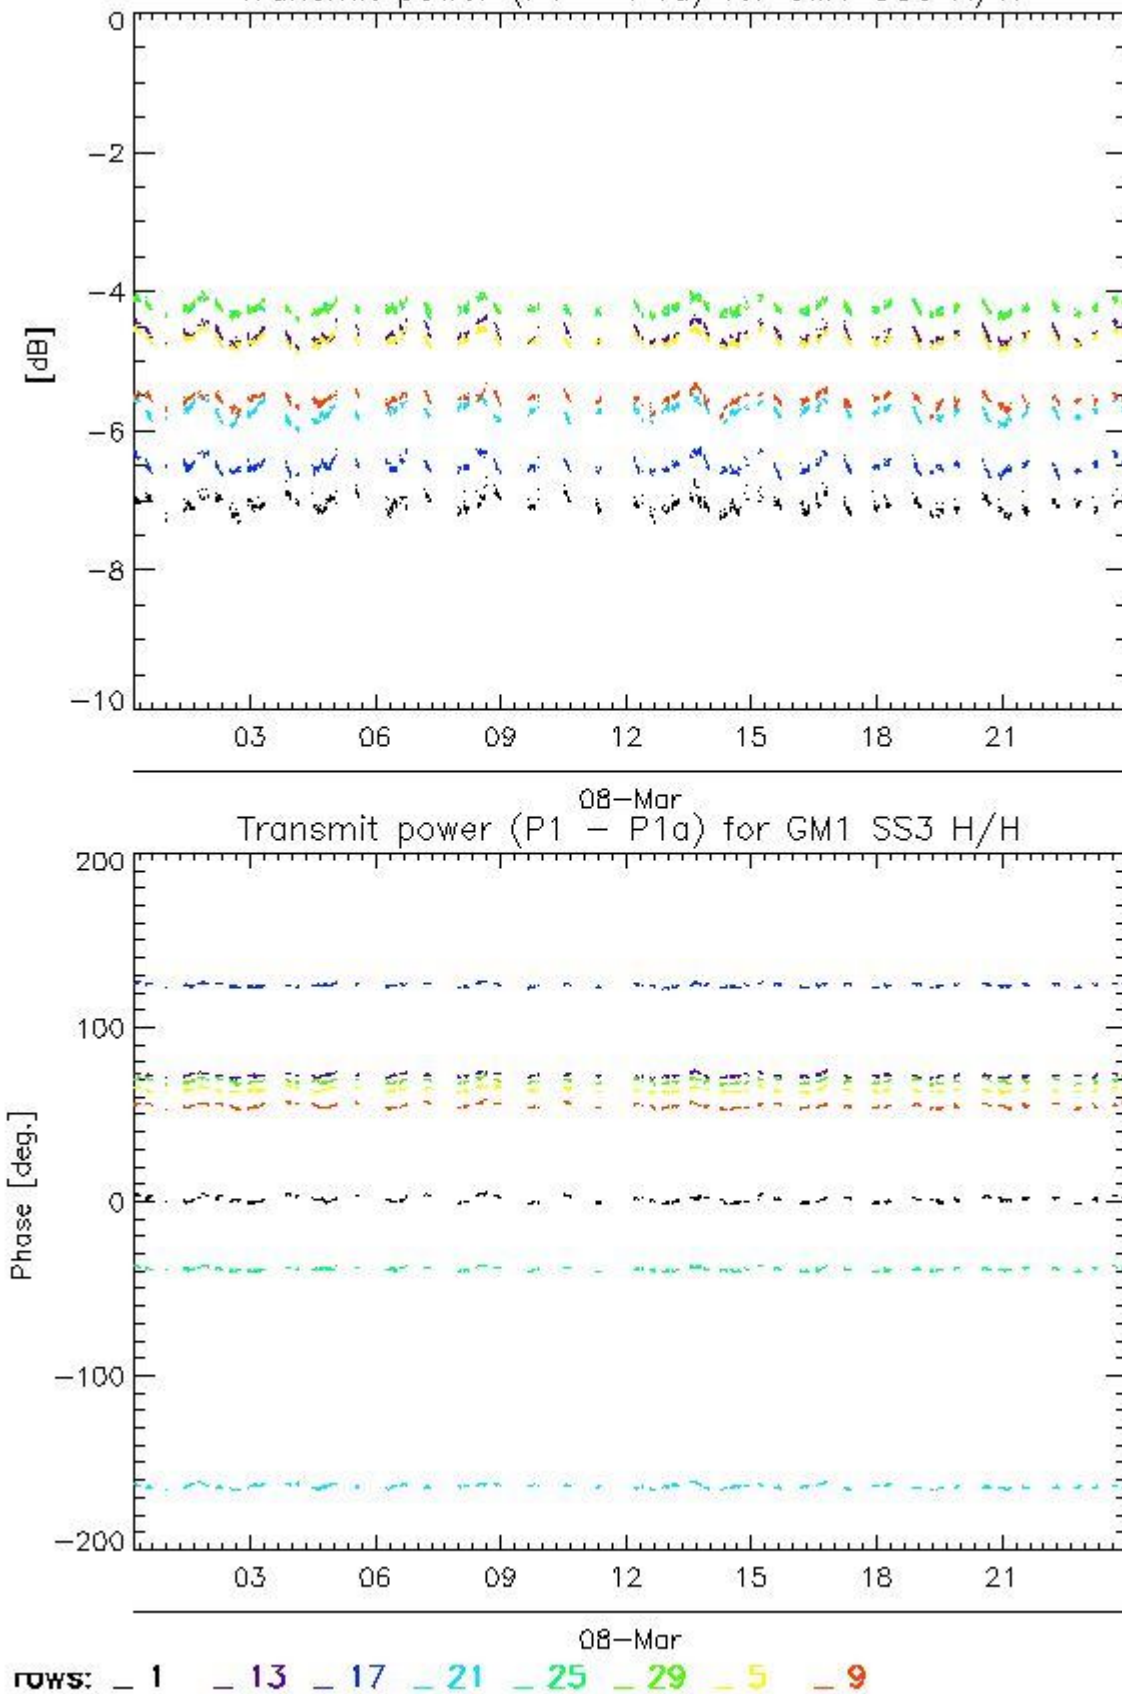 0
−2
−4
[dB]
−6
−8
−10
03 06 09 12 15 18 21
08−Mar
Transmit power (P1 − P1a) for GM1 SS3 H/H
200
100
Phase [deg.]
0
−100
−200
03 06 09 12 15 18 21
08−Mar
rows: _ 1 _ 13 _ 17 _ 21 _ 25 _ 29 _ 5 _ 9